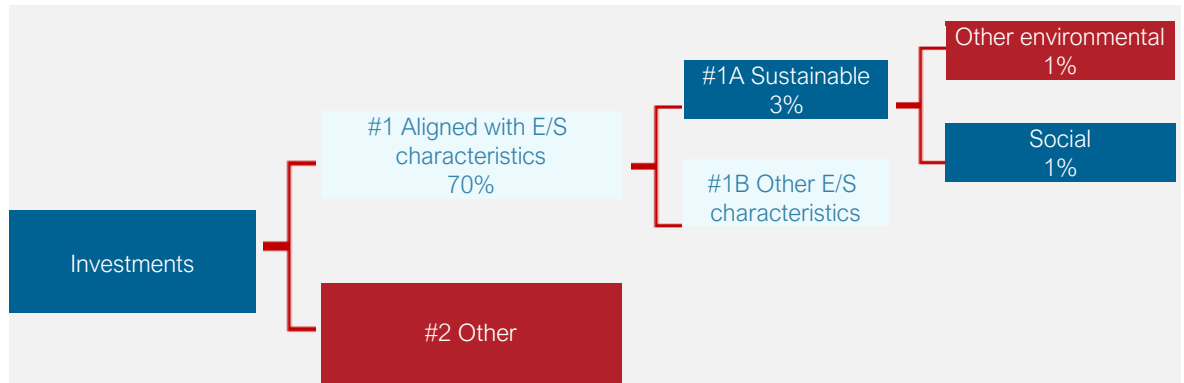 Investments
#1 Aligned with E/S
characteristics
70%
#2 Other
#1A Sustainable
3%
#1B Other E/S
characteristics
Other environmental
1%
Social
1%